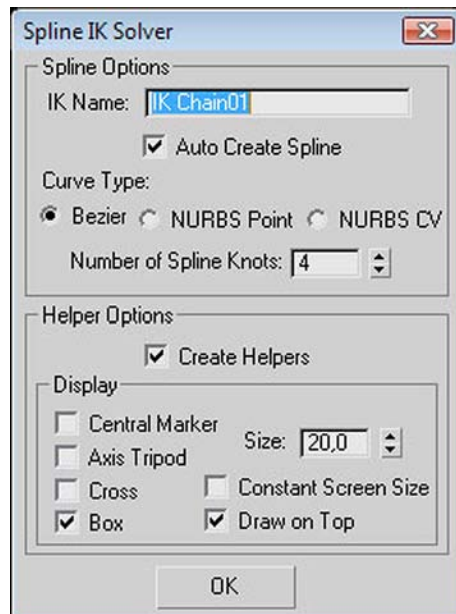 Spline IK Solver
Spline Options
IK Name: IK Chain01
Auto Create Spline
Curve Type:
Bezier NURBS Point NURBS CV
Number of Spline Knots: 4
Helper Options
Create Helpers
Display
Central Marker
Size: 20,0
Axis Tripod
Cross
Constant Screen Size
Box
Draw on Top
OK